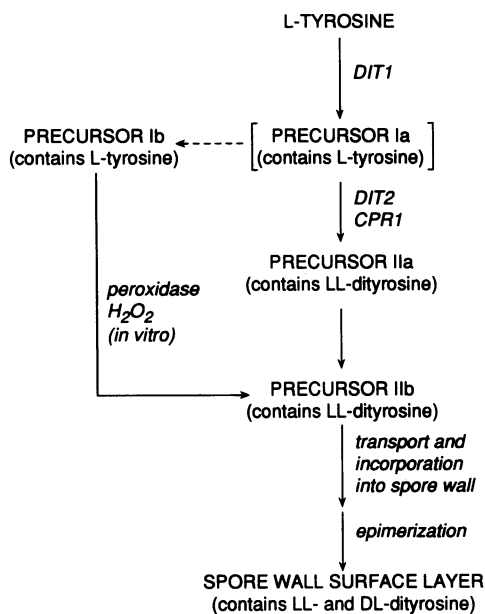 L-TYROSINE
DIT1
PRECURSOR Ib
(contains L-tyrosine)
PRECURSOR Ia
(contains L-tyrosine)
DIT2
CPR1
PRECURSOR IIa
(contains LL-dityrosine)
peroxidase
H2O2
(in vitro)
PRECURSOR IIb
(contains LL-dityrosine)
transport and
incorporation
into spore wall
epimerization
SPORE WALL SURFACE LAYER
(contains LL- and DL-dityrosine)